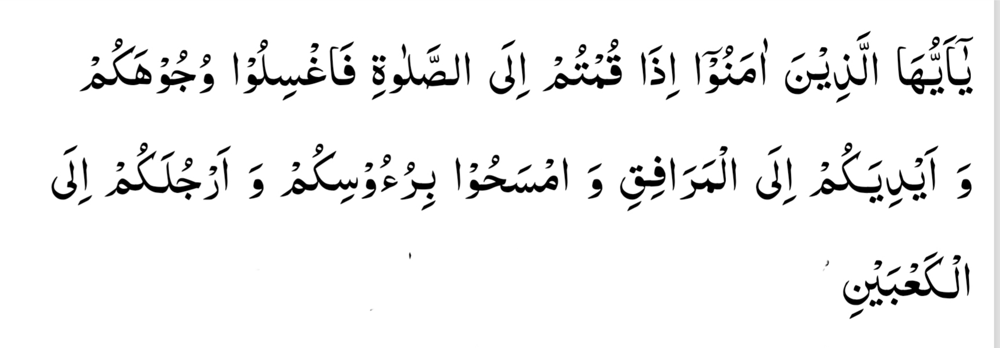 يٰٓاَيُّهَا الَّذِيْنَ اٰمَنُوْٓا اِذَا قُمْتُمْ اِلَى الصَّلٰوةِ فَاغْسِلُوْا وُجُوْهَكُمْ
وَ اَيْدِيَكُمْ اِلَى الْمَرَافِقِ وَ امْسَحُوْا بِرُءُوْسِكُمْ وَ اَرْجُلَكُمْ اِلَى
الْكَعْبَيْنِ